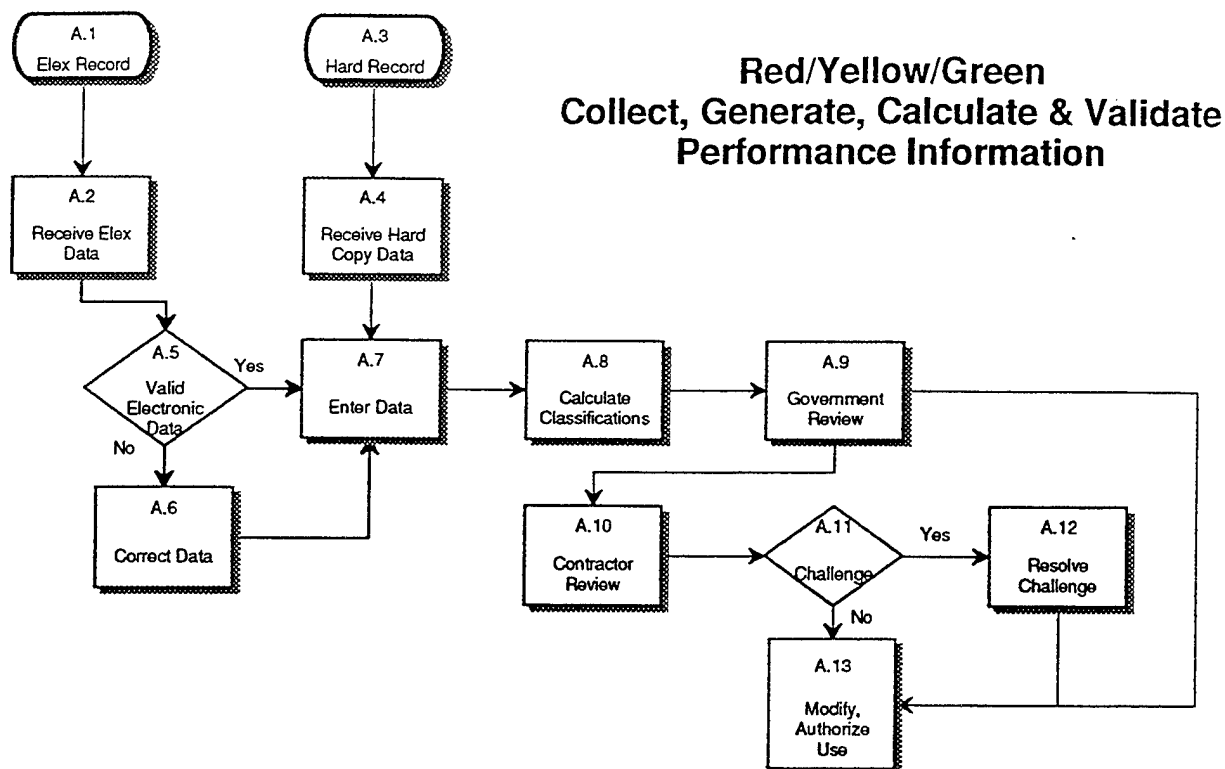 A.1
Elex Record
A.3
Hard Record
Red/Yellow/Green
Collect, Generate, Calculate & Validate
Performance Information
A.2
Receive Elex
Data
A.4
Receive Hard
Copy Data
A.5
Valid
Electronic
Data
Yes
No
A.6
Correct Data
A.7
Enter Data
A.8
Calculate
Classifications
A.9
Government
Review
A.10
Contractor
Review
A.11
Challenge
Yes
No
A.12
Resolve
Challenge
A.13
Modify,
Authorize
Use